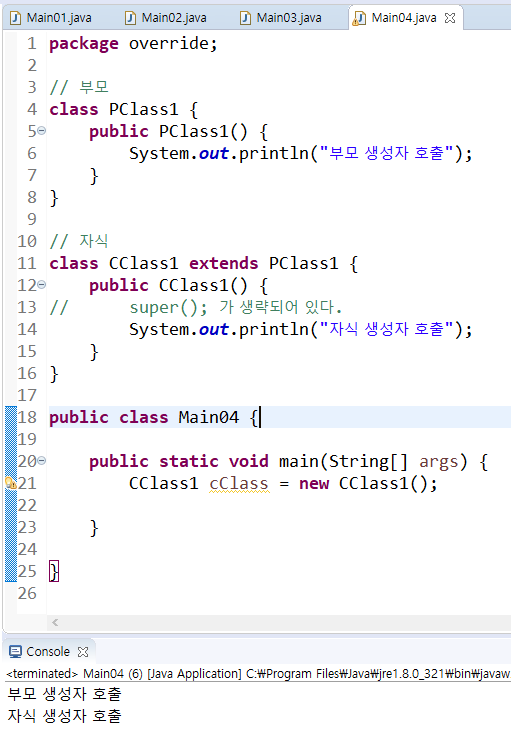 Main01.java Main02.java Main03.java Main04.java
1 package override;
2
3 // 부모
4 class PClass1 {
5 public PClass1() {
6 System.out.println("부모 생성자 호출");
7 }
8 }
9
10 // 자식
11 class CClass1 extends PClass1 {
12 public CClass1() {
13 // super(); 가 생략되어 있다.
14 System.out.println("자식 생성자 호출");
15 }
16 }
17
18 public class Main04 {
19
20 public static void main(String[] args) {
21 CClass1 cClass = new CClass1();
22
23 }
24
25 }
26
Console
<terminated> Main04 (6) [Java Application] C:₩Program Files₩Java₩jre1.8.0_321₩bin₩javaw
부모 생성자 호출
자식 생성자 호출